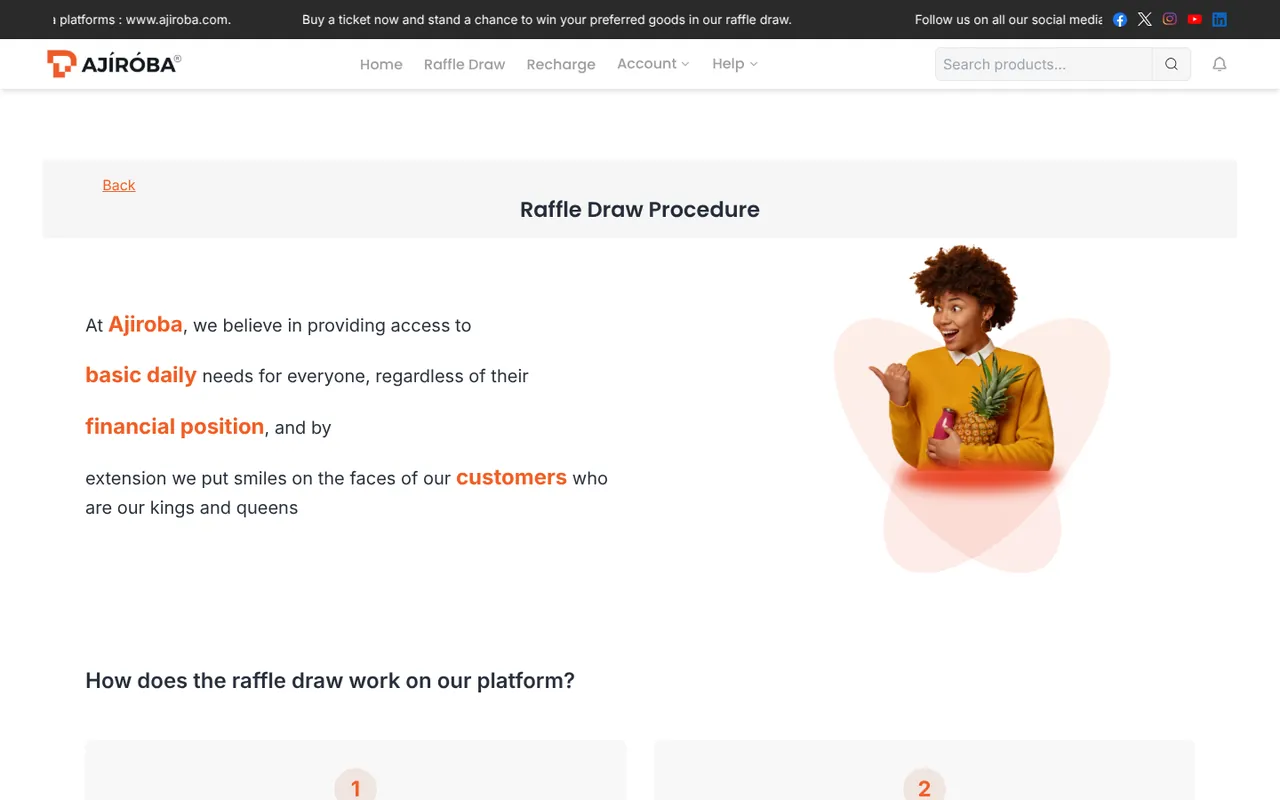 platforms : www.ajiroba.com.
Buy a ticket now and stand a chance to win your preferred goods in our raffle draw.
Follow us on all our social media
AJÍRÓBA®
Home
Raffle Draw
Recharge
Account
Help
Search products...
Back
Raffle Draw Procedure
At Ajiroba, we believe in providing access to
basic daily needs for everyone, regardless of their
financial position, and by
extension we put smiles on the faces of our customers who
are our kings and queens
How does the raffle draw work on our platform?
1
2